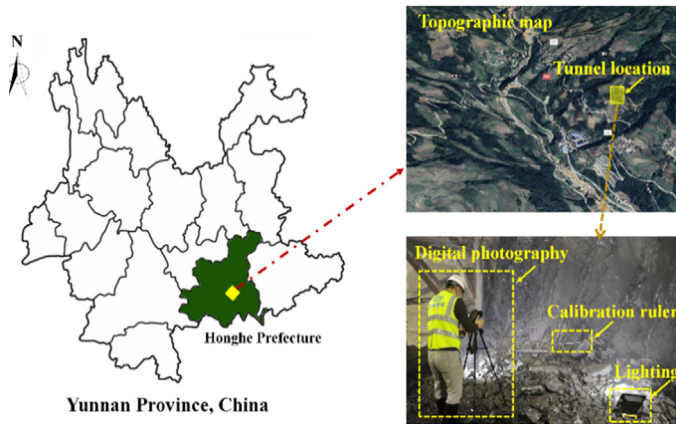 N
Topographic map
Tunnel location
Digital photography
Calibration ruler
Lighting
Honghe Prefecture
Yunnan Province, China